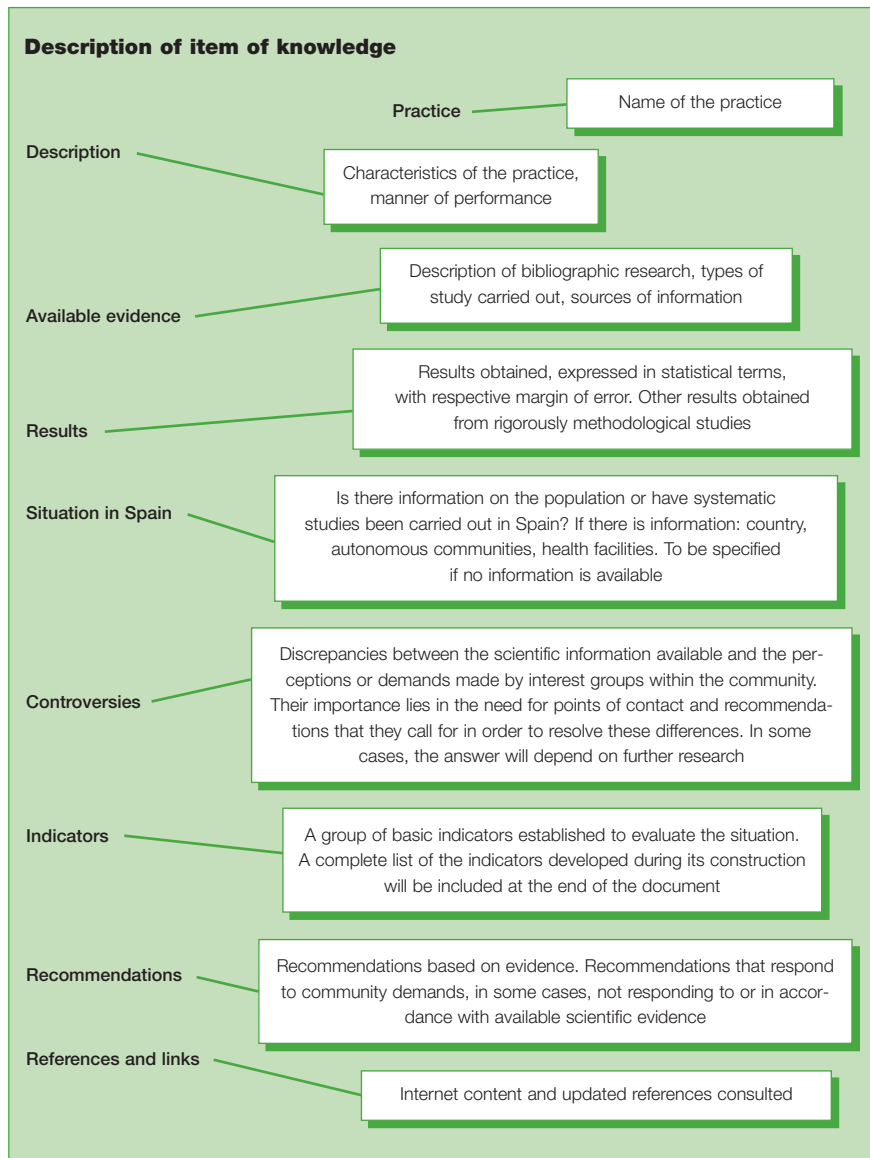 Description of item of knowledge
Practice
Name of the practice
Description
Characteristics of the practice,
manner of performance
Available evidence
Description of bibliographic research, types of
study carried out, sources of information
Results
Results obtained, expressed in statistical terms,
with respective margin of error. Other results obtained
from rigorously methodological studies
Situation in Spain
Is there information on the population or have systematic
studies been carried out in Spain? If there is information: country,
autonomous communities, health facilities. To be specified
if no information is available
Controversies
Discrepancies between the scientific information available and the per-
ceptions or demands made by interest groups within the community.
Their importance lies in the need for points of contact and recommenda-
tions that they call for in order to resolve these differences. In some
cases, the answer will depend on further research
Indicators
A group of basic indicators established to evaluate the situation.
A complete list of the indicators developed during its construction
will be included at the end of the document
Recommendations
Recommendations based on evidence. Recommendations that respond
to community demands, in some cases, not responding to or in accor-
dance with available scientific evidence
References and links
Internet content and updated references consulted